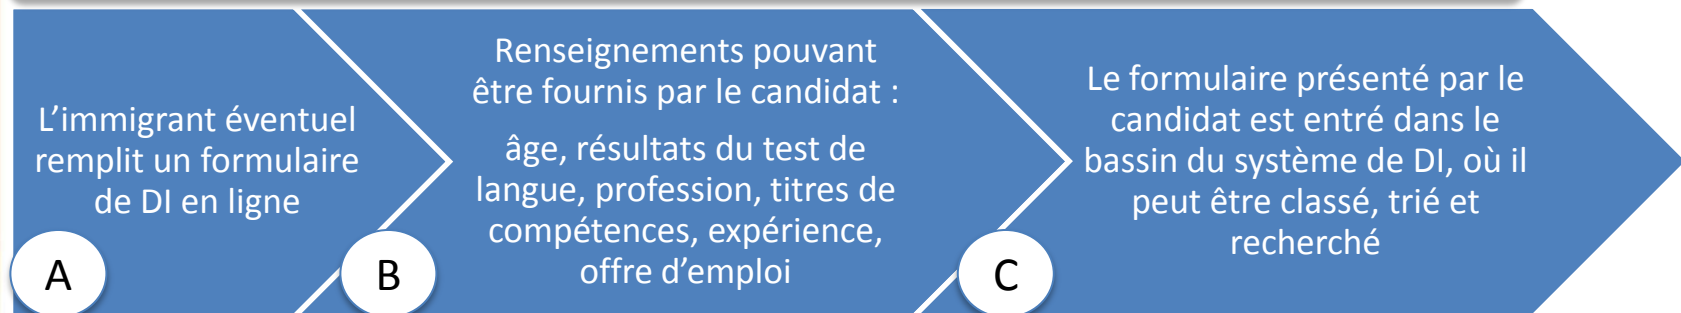 L’immigrant éventuel
remplit un formulaire
de DI en ligne
A
Renseignements pouvant
être fournis par le candidat :
âge, résultats du test de
langue, profession, titres de
compétences, expérience,
offre d’emploi
B
Le formulaire présenté par le
candidat est entré dans le
bassin du système de DI, où il
peut être classé, trié et
recherché
C